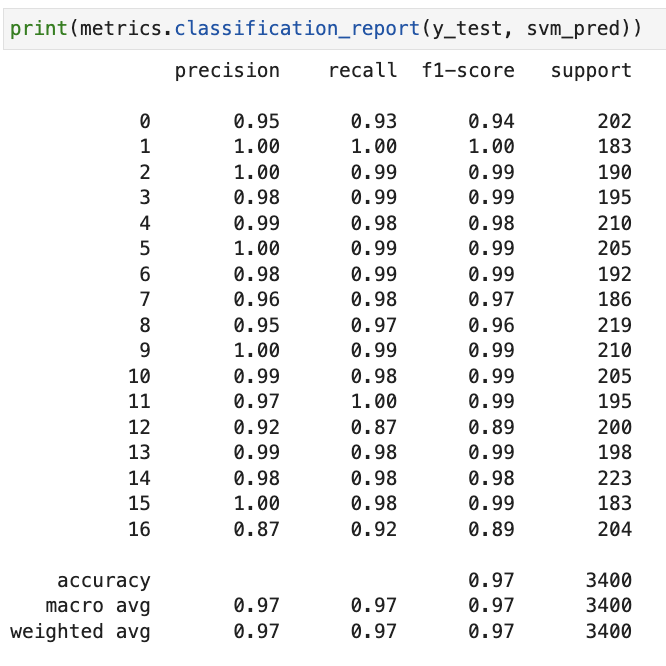 print(metrics.classification_report(y_test, svm_pred))
precision recall f1-score support
0 0.95 0.93 0.94 202
1 1.00 1.00 1.00 183
2 1.00 0.99 0.99 190
3 0.98 0.99 0.99 195
4 0.99 0.98 0.98 210
5 1.00 0.99 0.99 205
6 0.98 0.99 0.99 192
7 0.96 0.98 0.97 186
8 0.95 0.97 0.96 219
9 1.00 0.99 0.99 210
10 0.99 0.98 0.99 205
11 0.97 1.00 0.99 195
12 0.92 0.87 0.89 200
13 0.99 0.98 0.99 198
14 0.98 0.98 0.98 223
15 1.00 0.98 0.99 183
16 0.87 0.92 0.89 204
accuracy 0.97 3400
macro avg 0.97 0.97 0.97 3400
weighted avg 0.97 0.97 0.97 3400